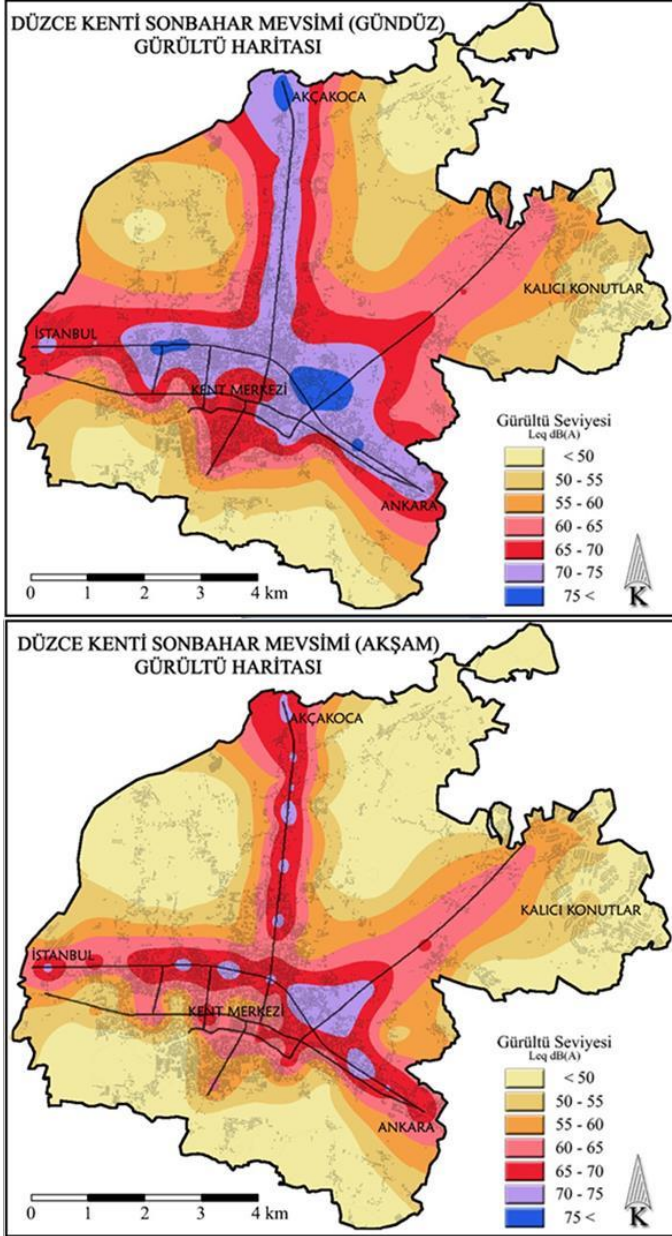 DÜZCE KENTİ SONBAHAR MEVSİMİ (GÜNDÜZ)
GÜRÜLTÜ HARİTASI
AKÇAKOCA
KALICI KONUTLAR
İSTANBUL
KENT MERKEZİ
ANKARA
Gürültü Seviyesi
Leq dB(A)
< 50
50 - 55
55 - 60
60 - 65
65 - 70
70 - 75
75 <
K
0 1 2 3 4 km
DÜZCE KENTİ SONBAHAR MEVSİMİ (AKŞAM)
GÜRÜLTÜ HARİTASI
AKÇAKOCA
KALICI KONUTLAR
İSTANBUL
KENT MERKEZİ
ANKARA
Gürültü Seviyesi
Leq dB(A)
< 50
50 - 55
55 - 60
60 - 65
65 - 70
70 - 75
75 <
K
0 1 2 3 4 km